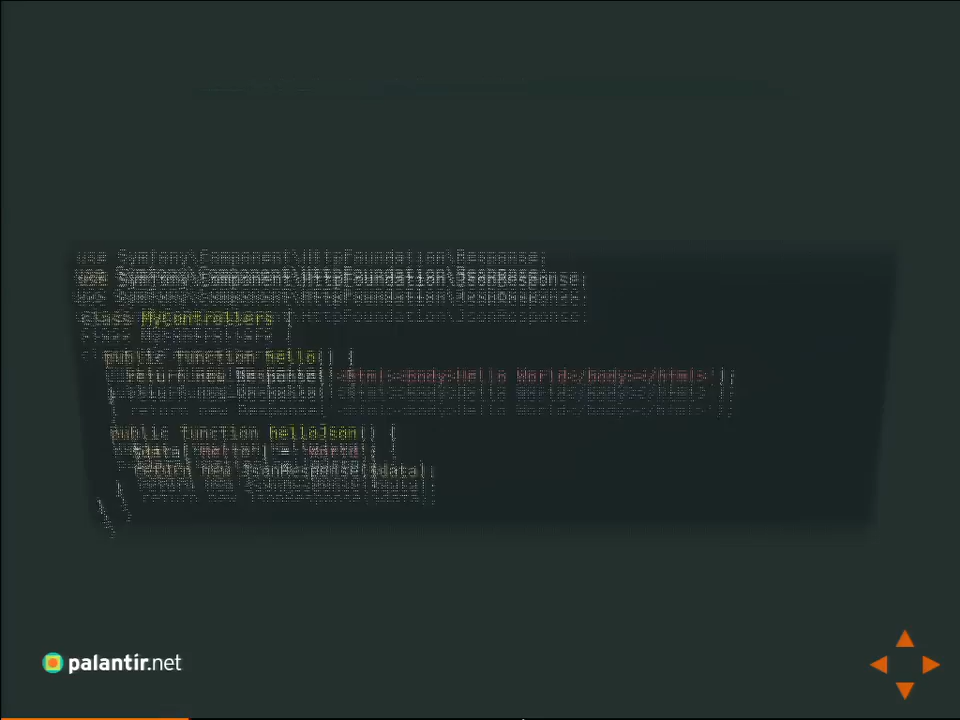 use Symfony\Component\HttpFoundation\Response;
use Symfony\Component\HttpFoundation\JsonResponse;
class MyControllers {
public function hello() {
return new Response('<html><body>Hello World</body></html>');
}
public function helloJson() {
$data['Hello'] = 'World';
return new JsonResponse($data);
}
}
palantir.net